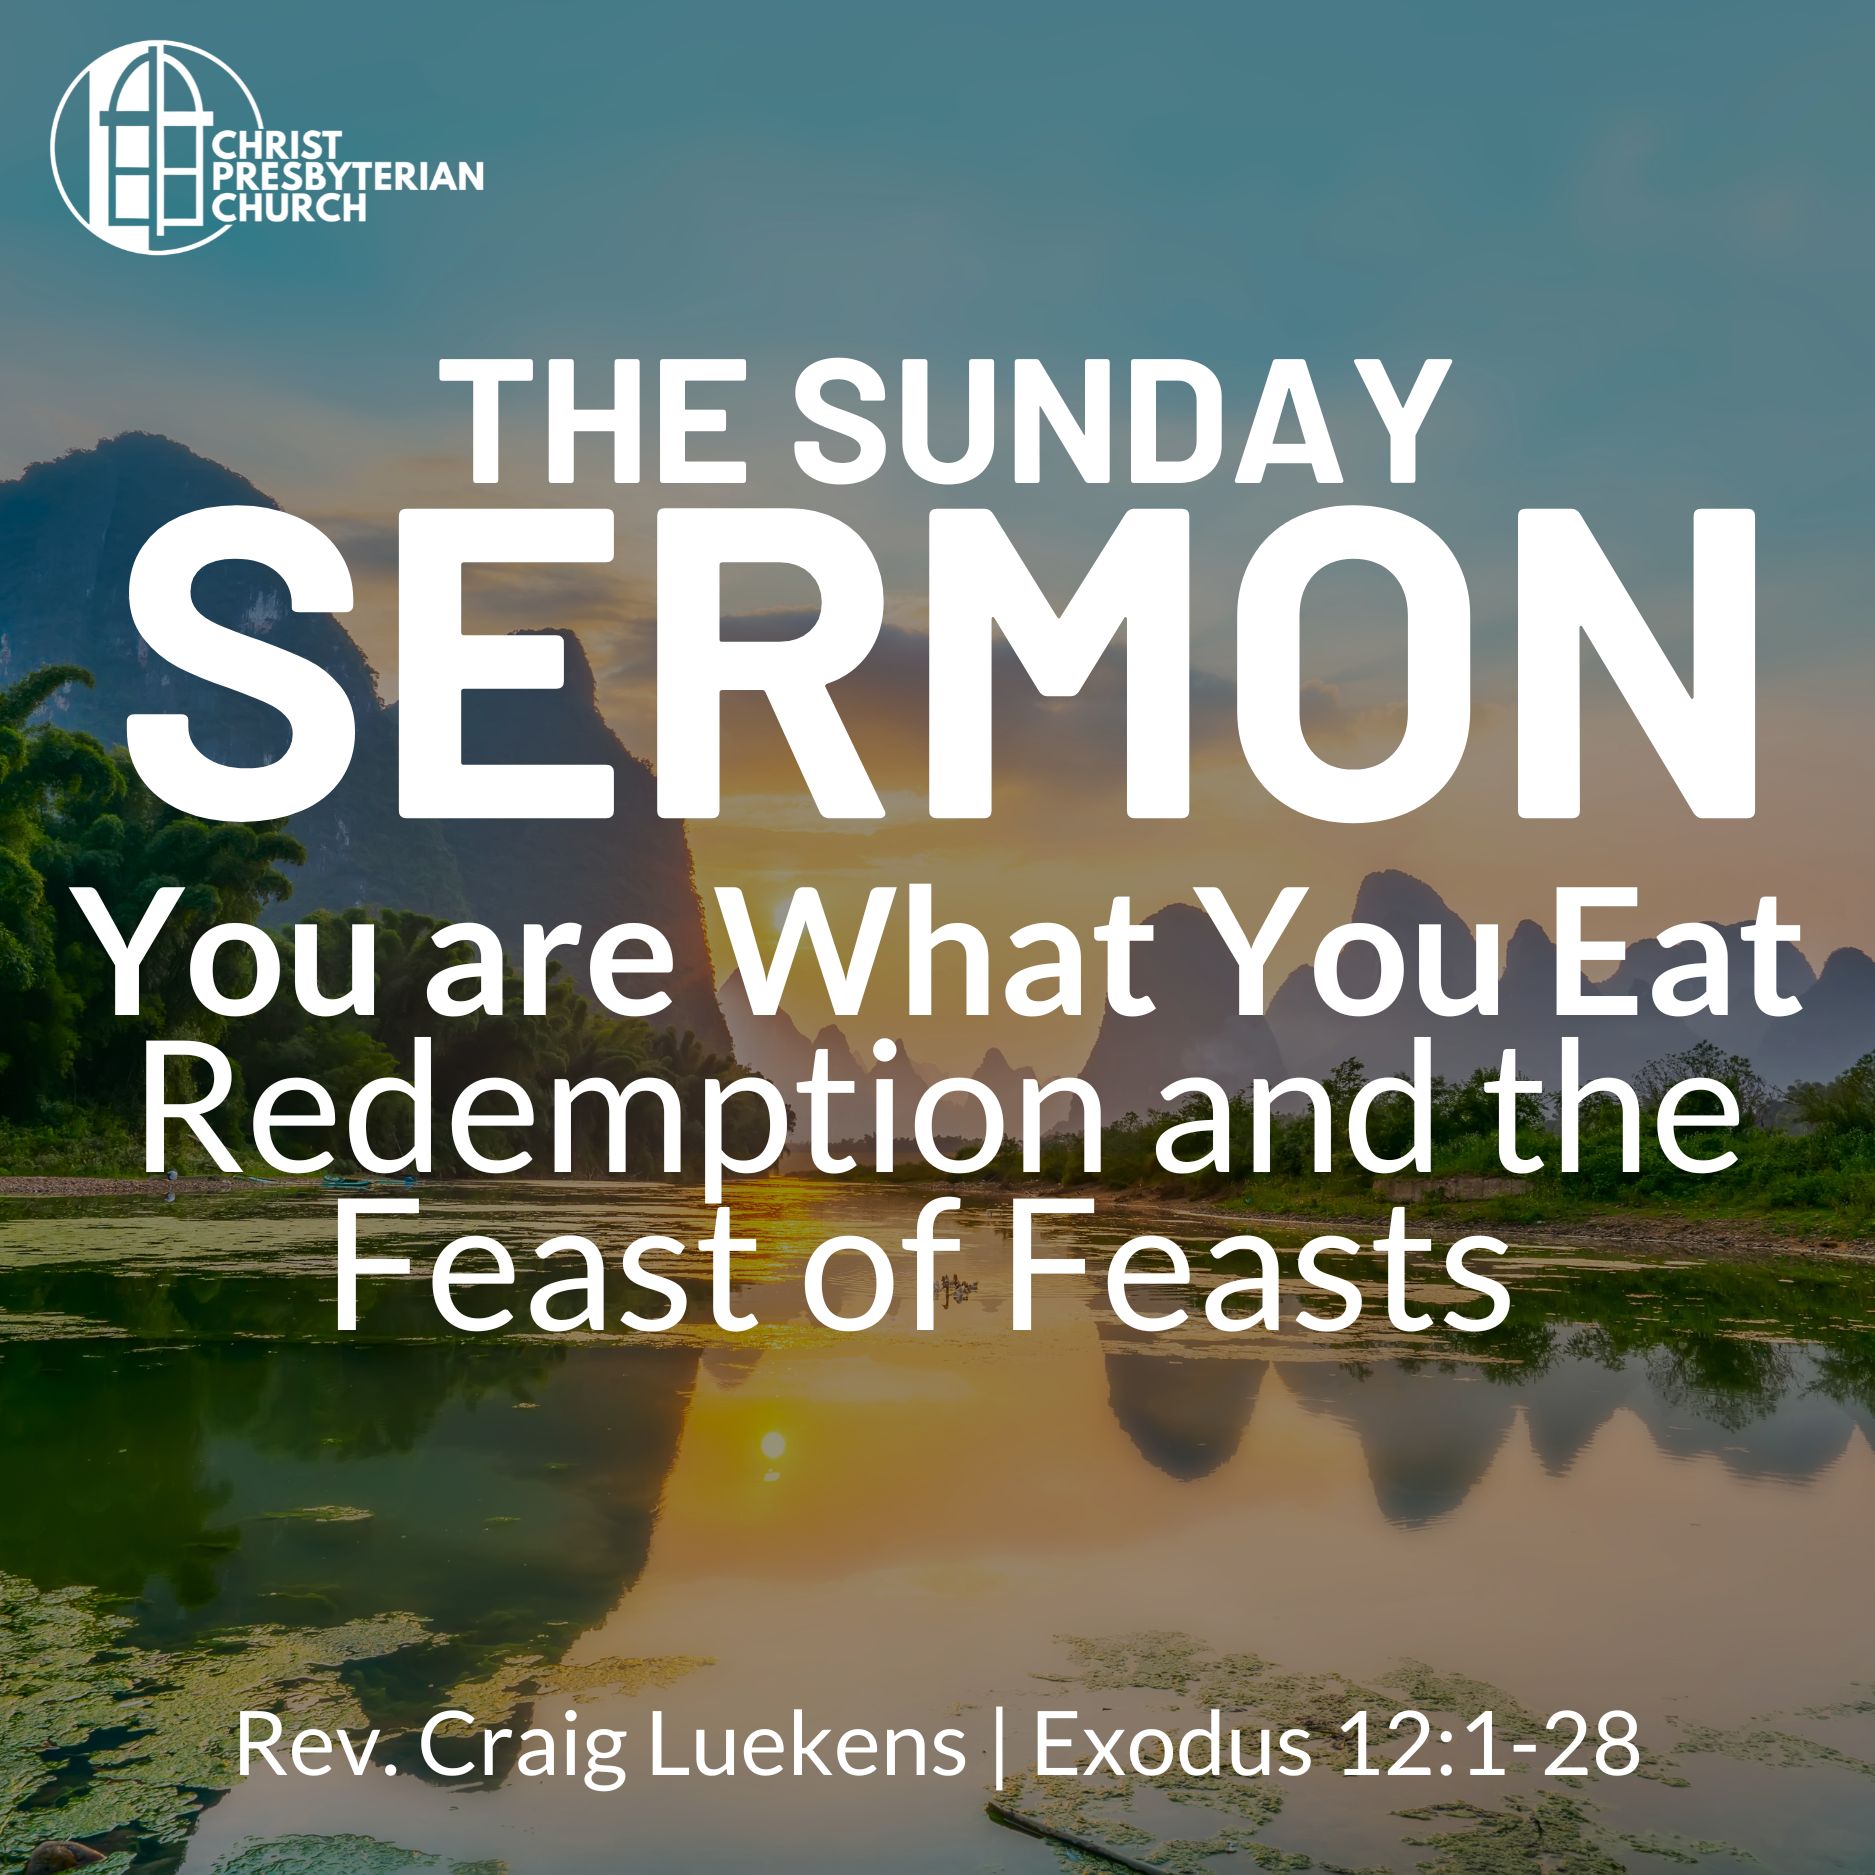 CHRIST
PRESBYTERIAN
CHURCH
THE SUNDAY
SERMON
You are What You Eat
Redemption and the
Feast of Feasts
Rev. Craig Luekens | Exodus 12:1-28